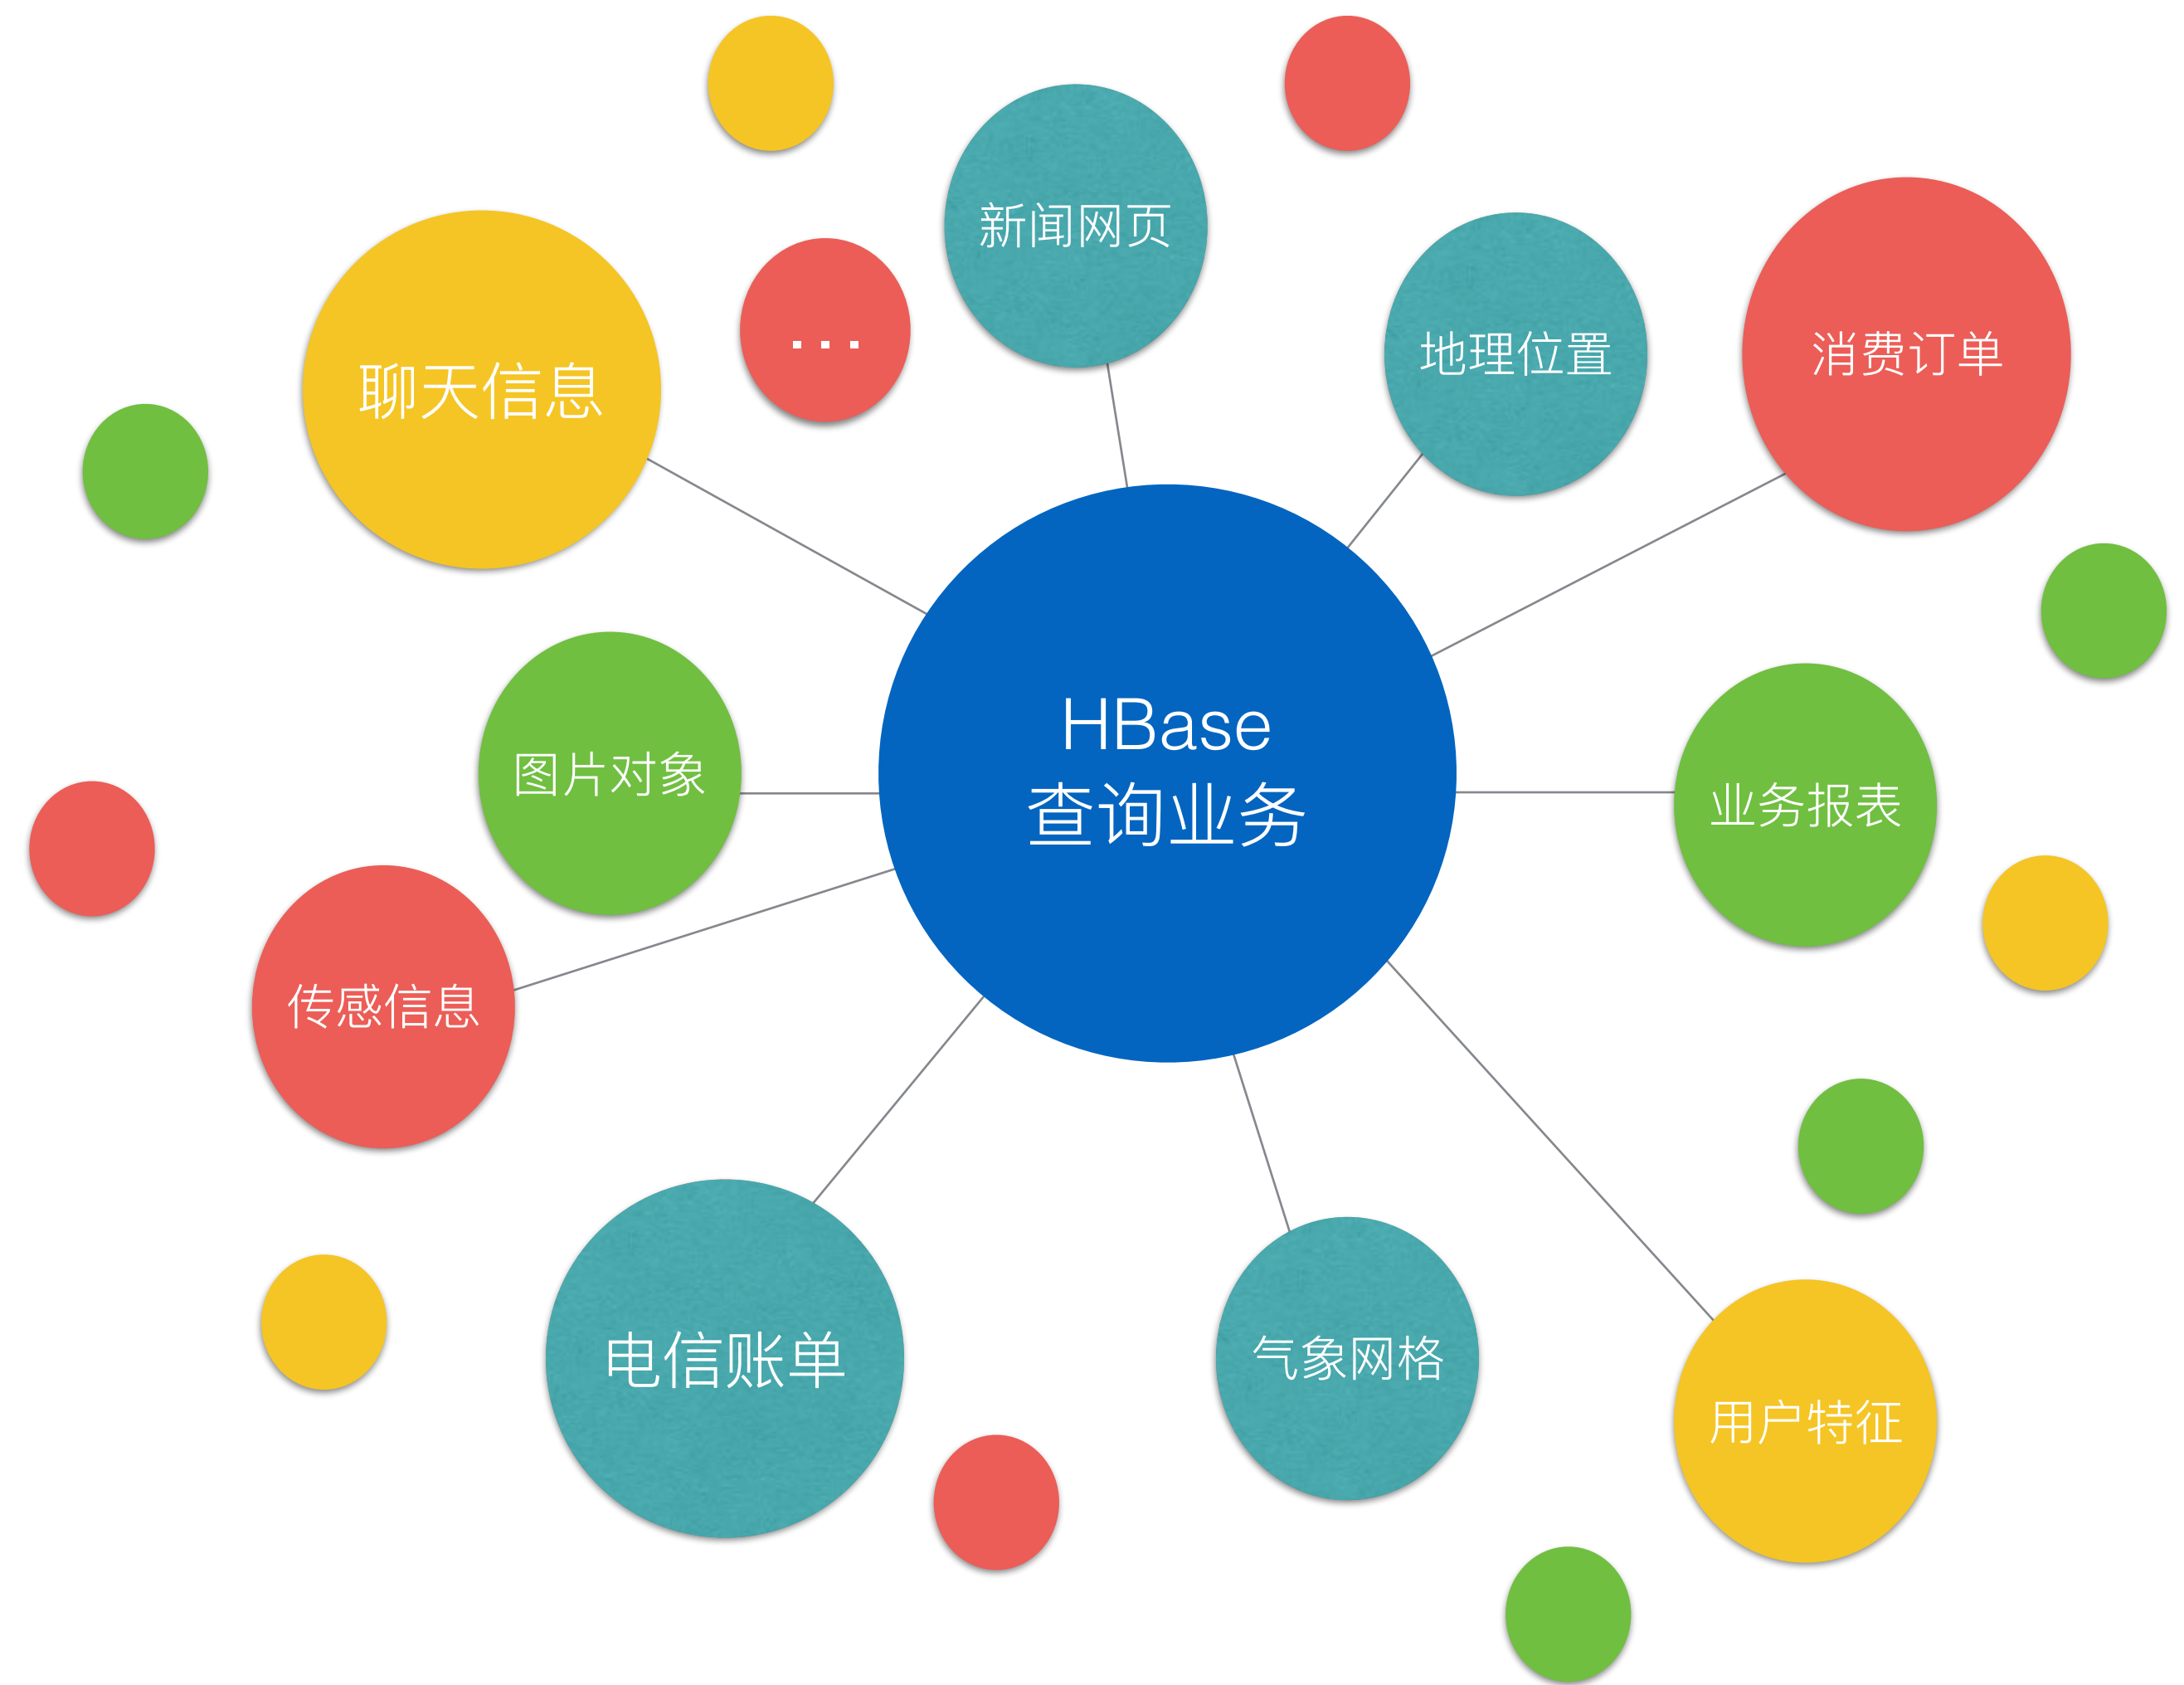 新闻网页
...
地理位置
消费订单
聊天信息
HBase
查询业务
图片对象
业务报表
传感信息
电信账单
气象网格
用户特征